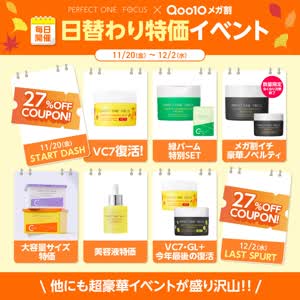 PERFECT ONE FOCUS × Qoo10メガ割
毎日
開催
日替わり特価イベント
11/20(金) ～ 12/2(水)
27%OFF
COUPON!
11/20(金)
START DASH
VC7復活!
緑バーム
特別SET
数量限定
メガ割イチ
豪華ノベルティ
大容量サイズ
特価
美容液特価
VC7・GL+
今年最後の復活
27%OFF
COUPON!
12/2(水)
LAST SPURT
\ 他にも超豪華イベントが盛り沢山!! /